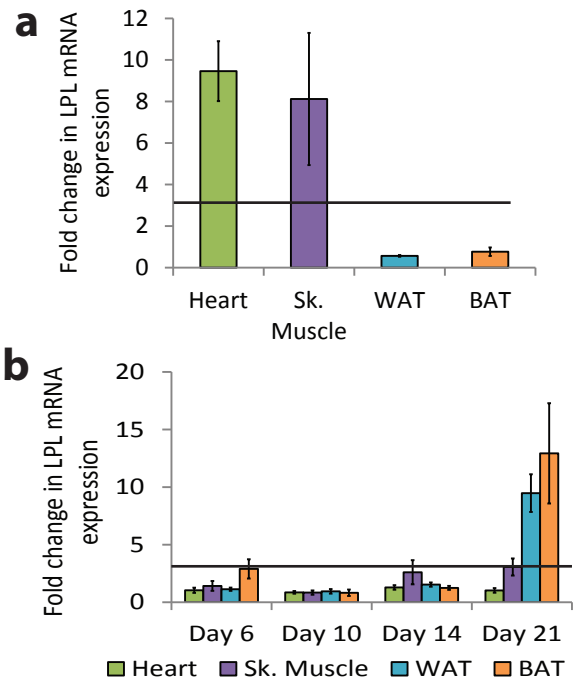 a
Fold change in LPL mRNA
expression
12
10
8
6
4
2
0
Heart
Sk.
Muscle
WAT
BAT
b
Fold change in LPL mRNA
expression
20
15
10
5
0
Day 6
Day 10
Day 14
Day 21
Heart
Sk. Muscle
WAT
BAT